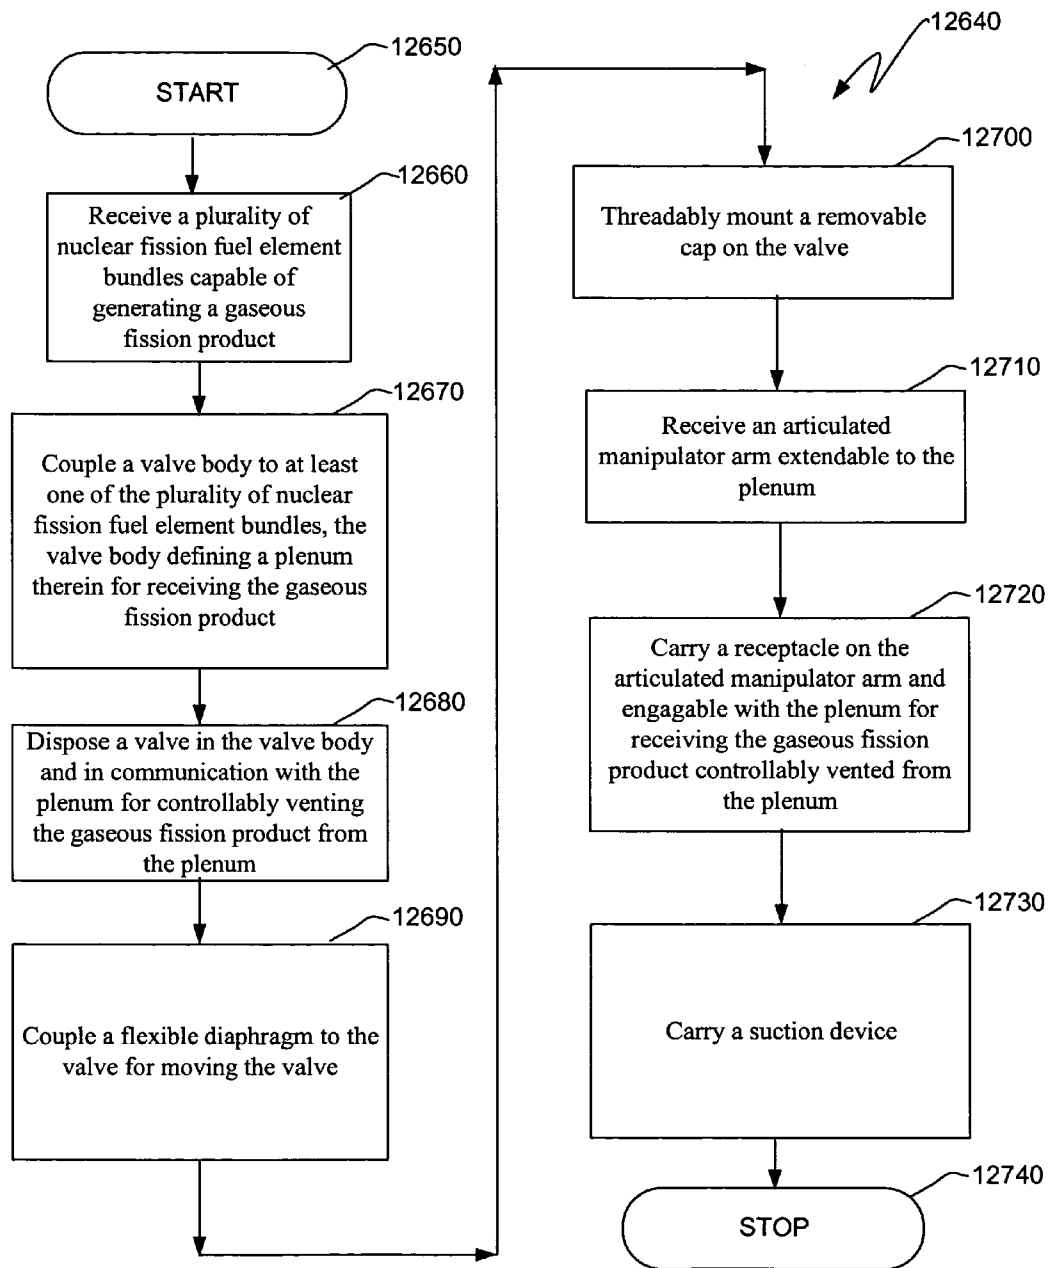 12650
START
12660
Receive a plurality of
nuclear fission fuel element
bundles capable of
generating a gaseous
fission product
12670
Couple a valve body to at least
one of the plurality of nuclear
fission fuel element bundles, the
valve body defining a plenum
therein for receiving the gaseous
fission product
12680
Dispose a valve in the valve body
and in communication with the
plenum for controllably venting
the gaseous fission product from
the plenum
12690
Couple a flexible diaphragm to the
valve for moving the valve
12640
12700
Threadably mount a removable
cap on the valve
12710
Receive an articulated
manipulator arm extendable to the
plenum
12720
Carry a receptacle on the
articulated manipulator arm and
engagable with the plenum for
receiving the gaseous fission
product controllably vented from
the plenum
12730
Carry a suction device
12740
STOP